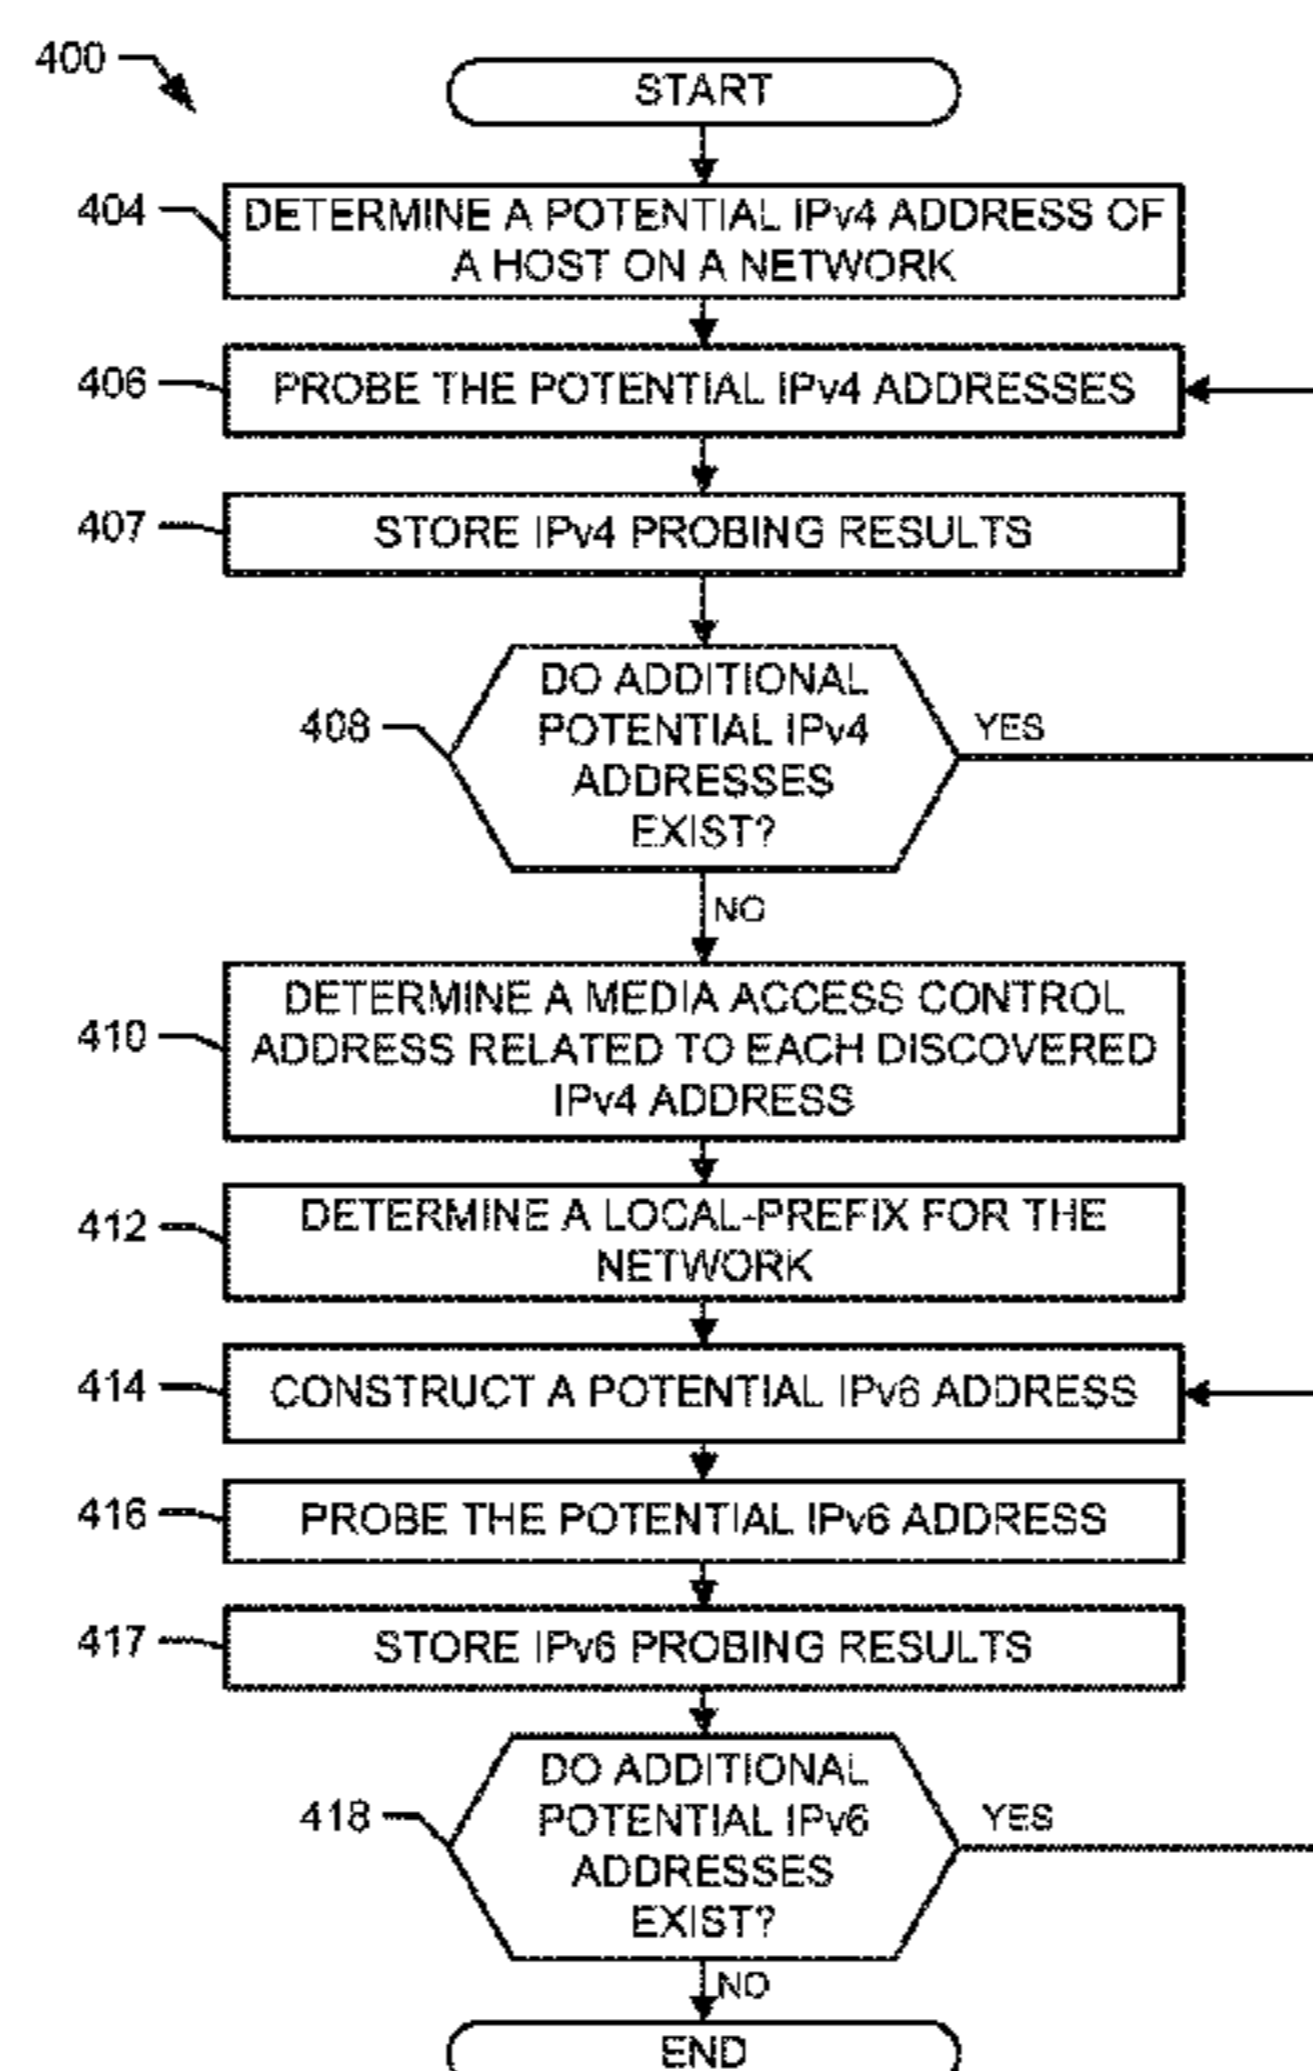 400
START
404
DETERMINE A POTENTIAL IPv4 ADDRESS OF
A HOST ON A NETWORK
406
PROBE THE POTENTIAL IPv4 ADDRESSES
407
STORE IPv4 PROBING RESULTS
408
DO ADDITIONAL
POTENTIAL IPv4
ADDRESSES
EXIST?
YES
NO
410
DETERMINE A MEDIA ACCESS CONTROL
ADDRESS RELATED TO EACH DISCOVERED
IPv4 ADDRESS
412
DETERMINE A LOCAL-PREFIX FOR THE
NETWORK
414
CONSTRUCT A POTENTIAL IPv6 ADDRESS
416
PROBE THE POTENTIAL IPv6 ADDRESS
417
STORE IPv6 PROBING RESULTS
418
DO ADDITIONAL
POTENTIAL IPv6
ADDRESSES
EXIST?
YES
NO
END